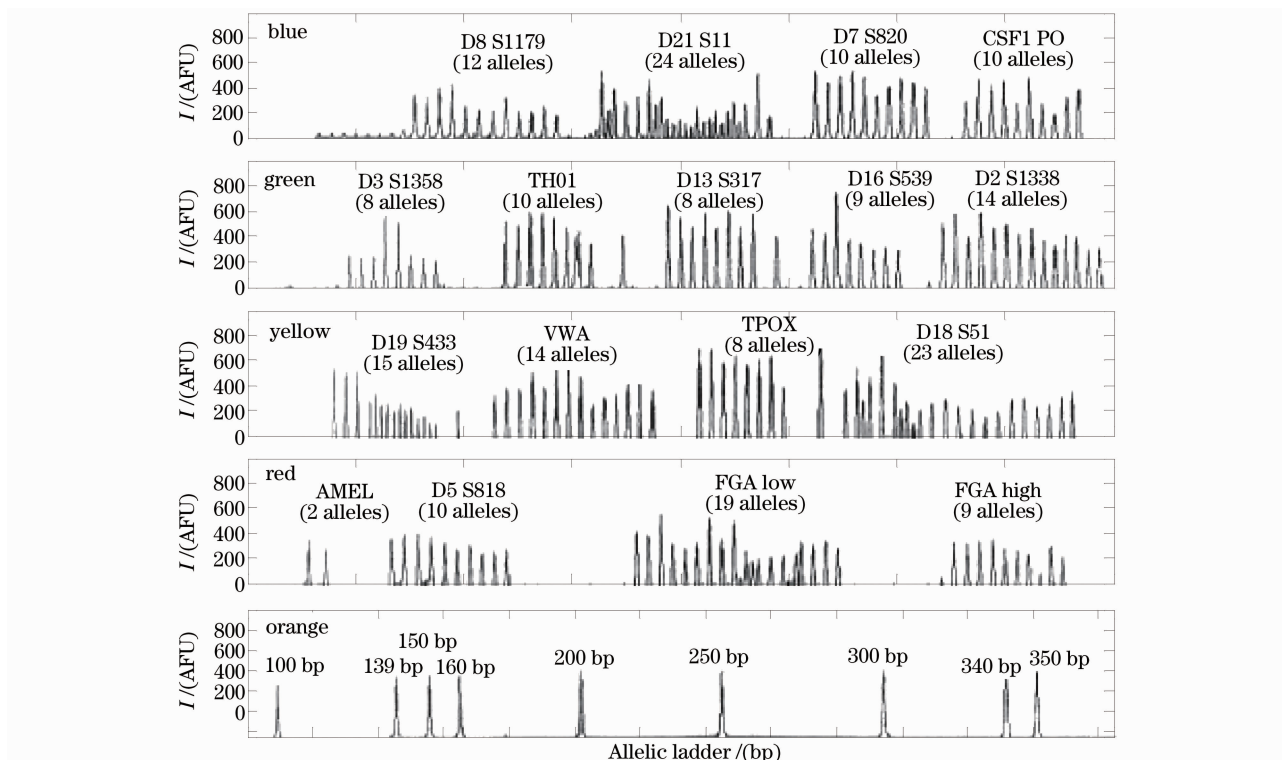 blue
D8 S1179
(12 alleles)
D21 S11
(24 alleles)
D7 S820
(10 alleles)
CSF1 PO
(10 alleles)
I /(AFU)
800
600
400
200
0
green
D3 S1358
(8 alleles)
TH01
(10 alleles)
D13 S317
(8 alleles)
D16 S539
(9 alleles)
D2 S1338
(14 alleles)
I /(AFU)
800
600
400
200
0
yellow
D19 S433
(15 alleles)
VWA
(14 alleles)
TPOX
(8 alleles)
D18 S51
(23 alleles)
I /(AFU)
800
600
400
200
0
red
AMEL
(2 alleles)
D5 S818
(10 alleles)
FGA low
(19 alleles)
FGA high
(9 alleles)
I /(AFU)
800
600
400
200
0
orange
100 bp
139 bp
150 bp
160 bp
200 bp
250 bp
300 bp
340 bp
350 bp
I /(AFU)
800
600
400
200
0
Allelic ladder /(bp)